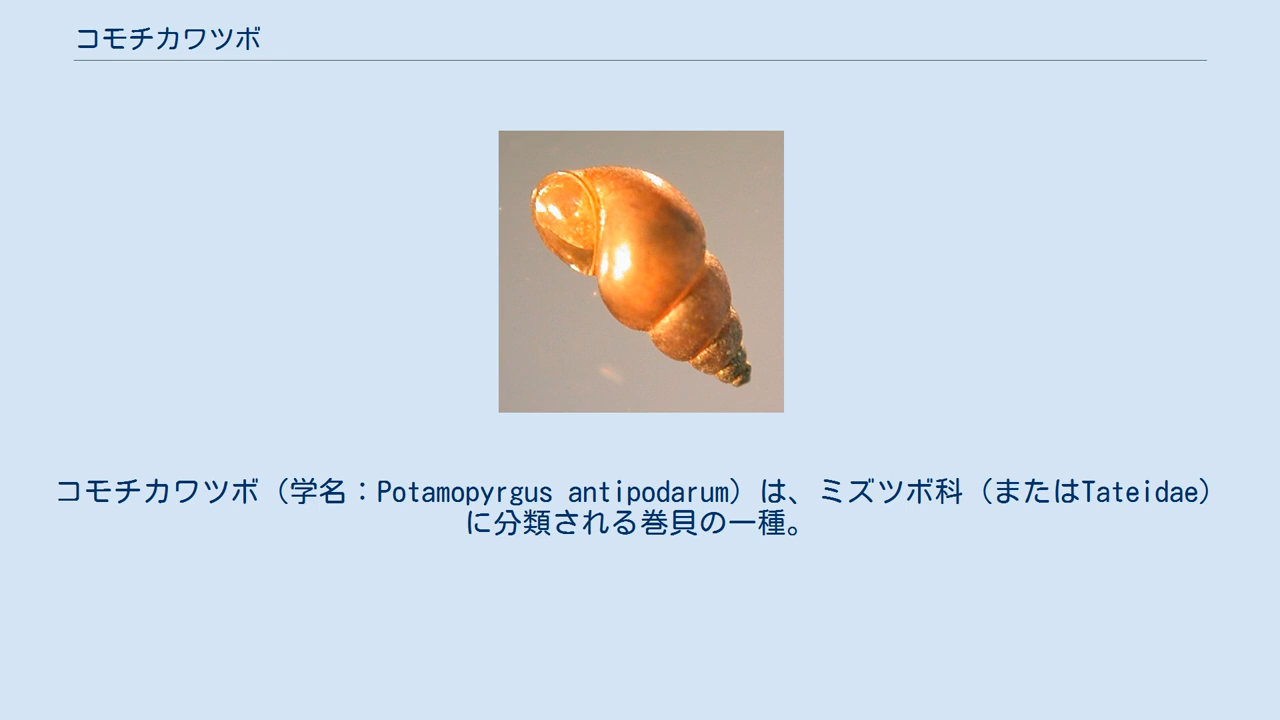 コモチカワツボ
コモチカワツボ（学名：Potamopyrgus antipodarum）は、ミズツボ科（またはTateidae）
に分類される巻貝の一種。